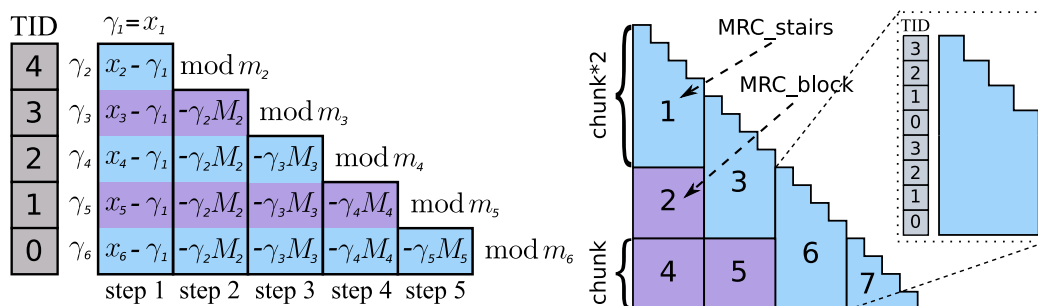 TID γ₁=x₁
4 γ₂ x₂-γ₁ mod m₂
3 γ₃ x₃-γ₁ -γ₂M₂ mod m₃
2 γ₄ x₄-γ₁ -γ₂M₂ -γ₃M₃ mod m₄
1 γ₅ x₅-γ₁ -γ₂M₂ -γ₃M₃ -γ₄M₄ mod m₅
0 γ₆ x₆-γ₁ -γ₂M₂ -γ₃M₃ -γ₄M₄ -γ₅M₅ mod m₆
step 1 step 2 step 3 step 4 step 5
MRC_stairs
MRC_block
chunk*2
chunk
1
2
3
4
5
6
7
TID
3
2
1
0
3
2
1
0